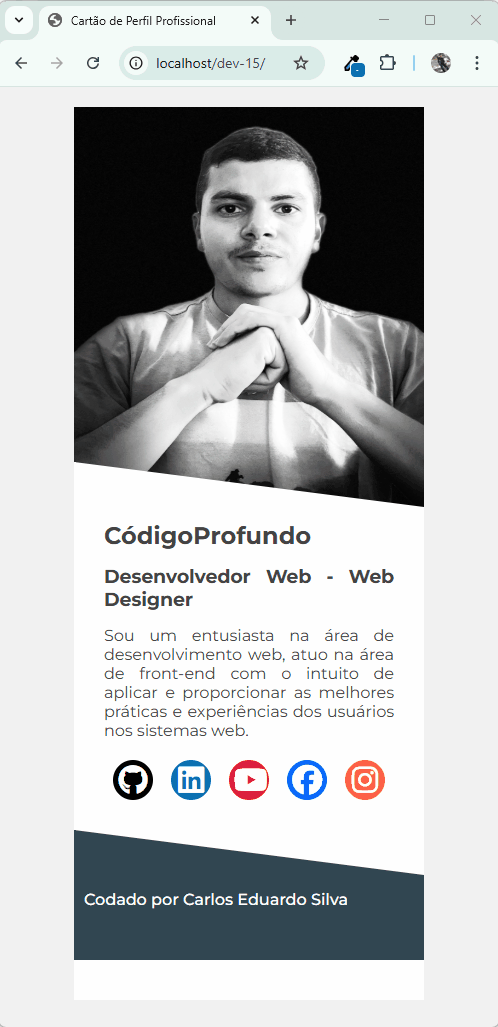 Cartão de Perfil Profissional
localhost/dev-15/
CódigoProfundo
Desenvolvedor Web - Web
Designer
Sou um entusiasta na área de
desenvolvimento web, atuo na área
de front-end com o intuito de
aplicar e proporcionar as melhores
práticas e experiências dos usuários
nos sistemas web.
in
Codado por Carlos Eduardo Silva